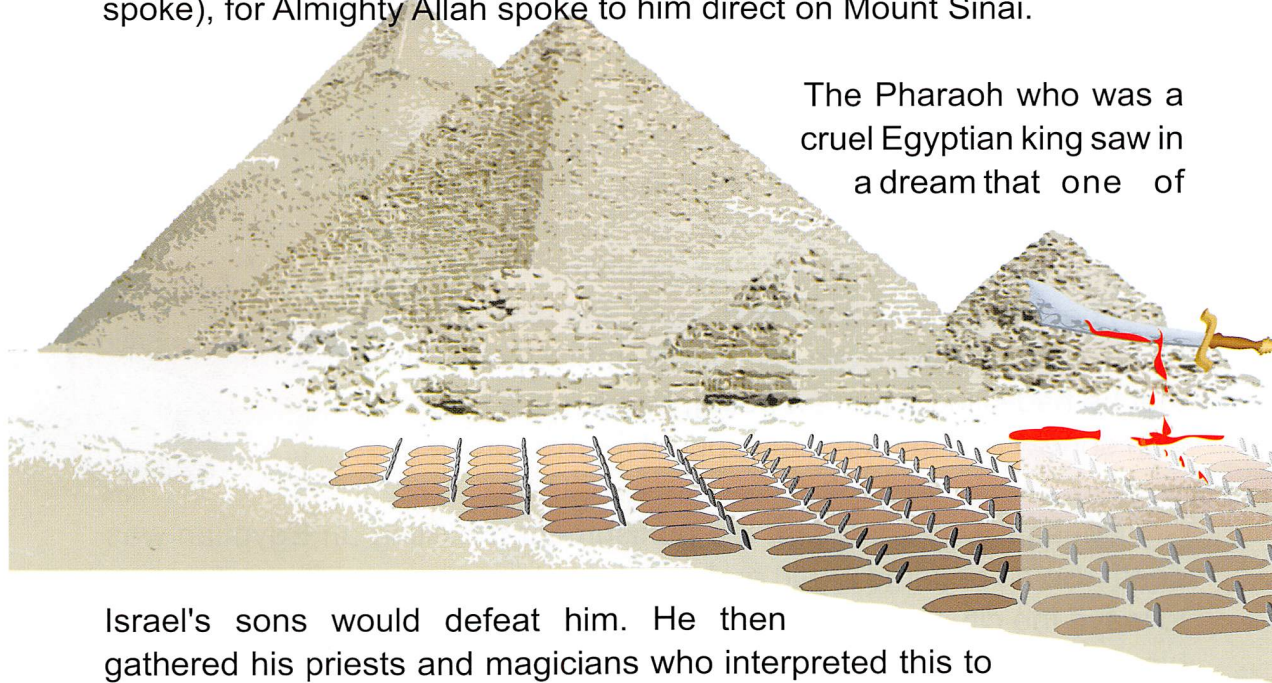 spoke), for Almighty Allah spoke to him direct on Mount Sinai.
The Pharaoh who was a
cruel Egyptian king saw in
a dream that one of
Israel's sons would defeat him. He then
gathered his priests and magicians who interpreted this to